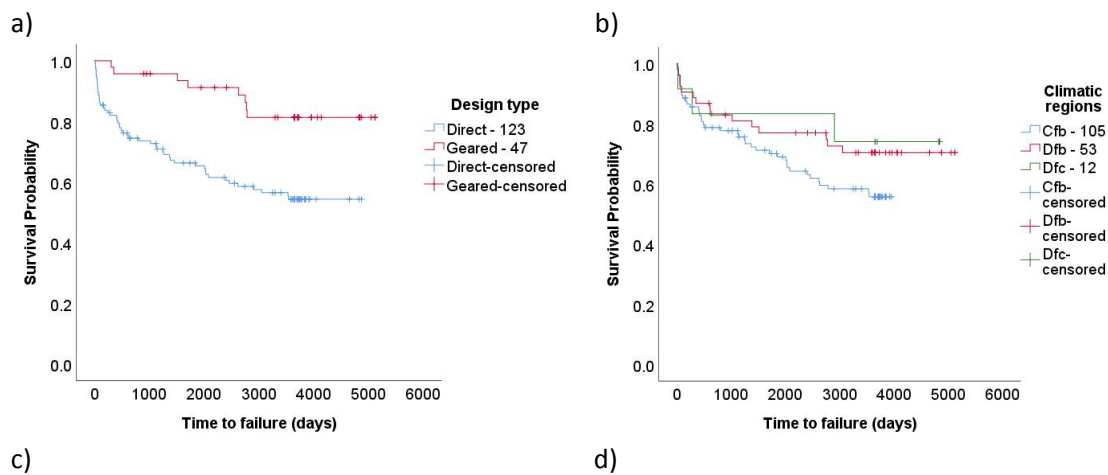 a)
1.0
0.8
0.6
0.4
0.2
0.0
Survival Probability
0 1000 2000 3000 4000 5000 6000
Time to failure (days)
Design type
Direct - 123
Geared - 47
Direct-censored
Geared-censored
b)
1.0
0.8
0.6
0.4
0.2
0.0
Survival Probability
0 1000 2000 3000 4000 5000 6000
Time to failure (days)
Climatic
regions
Cfb - 105
Dfb - 53
Dfc - 12
Cfb-
censored
Dfb-
censored
Dfc-
censored
c)
d)